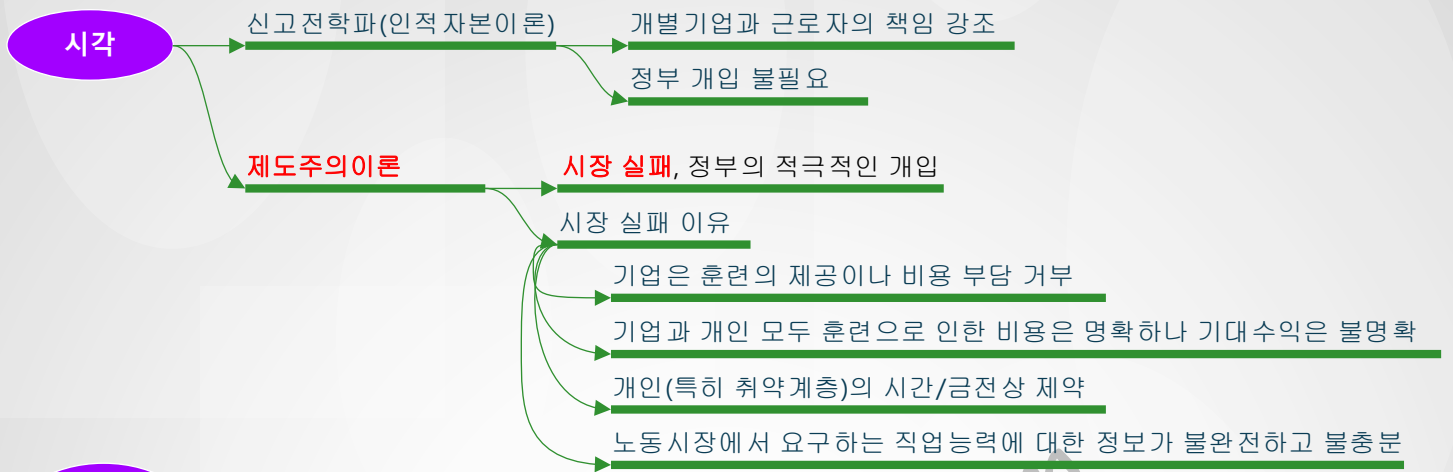 시각
신고전학파(인적자본이론)
개별기업과 근로자의 책임 강조
정부 개입 불필요
제도주의이론
시장 실패, 정부의 적극적인 개입
시장 실패 이유
기업은 훈련의 제공이나 비용 부담 거부
기업과 개인 모두 훈련으로 인한 비용은 명확하나 기대수익은 불명확
개인(특히 취약계층)의 시간/금전상 제약
노동시장에서 요구하는 직업능력에 대한 정보가 불완전하고 불충분